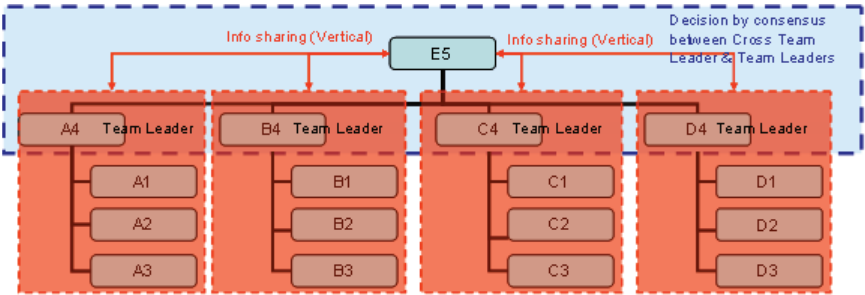 Decision by consensus
between Cross Team
Leader & Team Leaders
Info sharing (Vertical)
E5
Info sharing (Vertical)
A4 Team Leader
B4 Team Leader
C4 Team Leader
D4 Team Leader
A1
B1
C1
D1
A2
B2
C2
D2
A3
B3
C3
D3